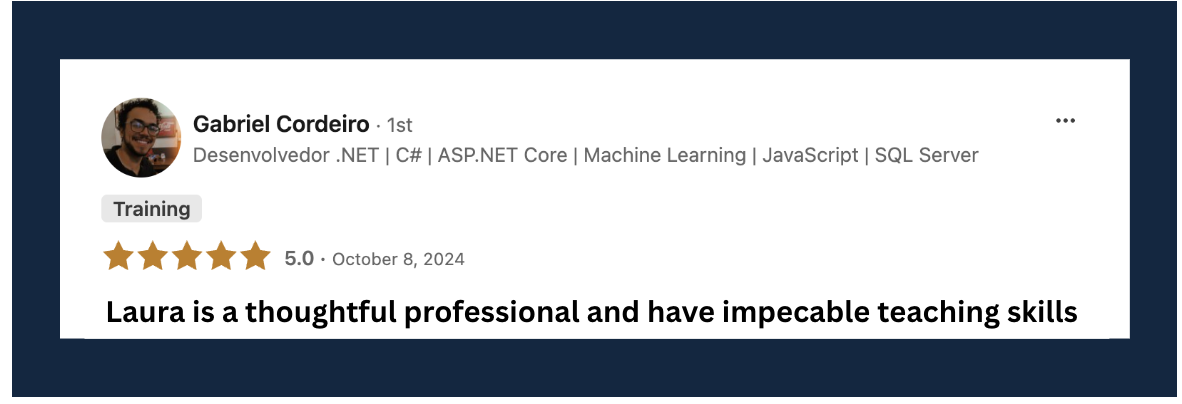 Gabriel Cordeiro · 1st
Desenvolvedor .NET | C# | ASP.NET Core | Machine Learning | JavaScript | SQL Server
Training
5.0 · October 8, 2024
Laura is a thoughtful professional and have impecable teaching skills